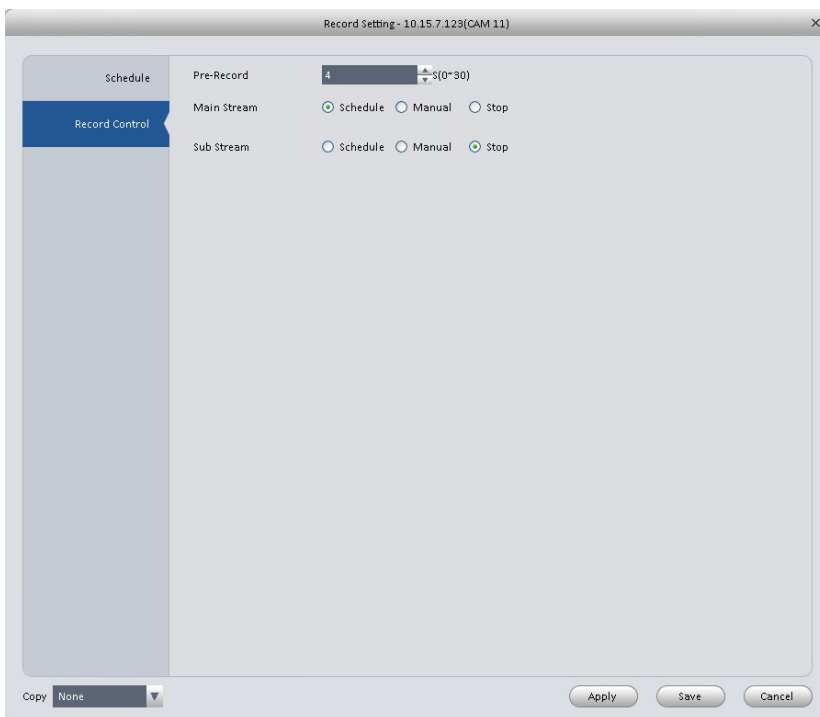 Record Setting - 10.15.7.123(CAM 11)
Schedule
Record Control
Pre-Record 4 S(0~30)
Main Stream Schedule Manual Stop
Sub Stream Schedule Manual Stop
Copy None Apply Save Cancel